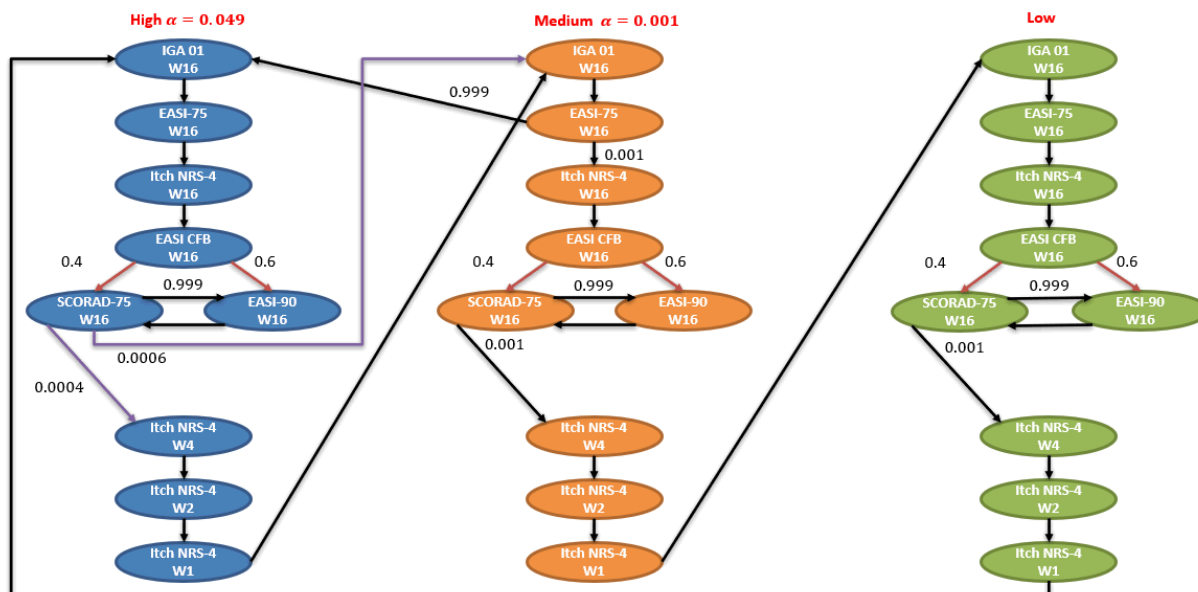 High α = 0.049
Medium α = 0.001
Low
IGA 01
W16
IGA 01
W16
IGA 01
W16
0.999
EASI-75
W16
EASI-75
W16
EASI-75
W16
0.001
Itch NRS-4
W16
Itch NRS-4
W16
Itch NRS-4
W16
EASI CFB
W16
EASI CFB
W16
EASI CFB
W16
0.4
0.6
0.4
0.6
0.4
0.6
0.999
0.999
0.999
SCORAD-75
W16
EASI-90
W16
SCORAD-75
W16
EASI-90
W16
SCORAD-75
W16
EASI-90
W16
0.0006
0.001
0.001
0.0004
Itch NRS-4
W4
Itch NRS-4
W4
Itch NRS-4
W4
Itch NRS-4
W2
Itch NRS-4
W2
Itch NRS-4
W2
Itch NRS-4
W1
Itch NRS-4
W1
Itch NRS-4
W1